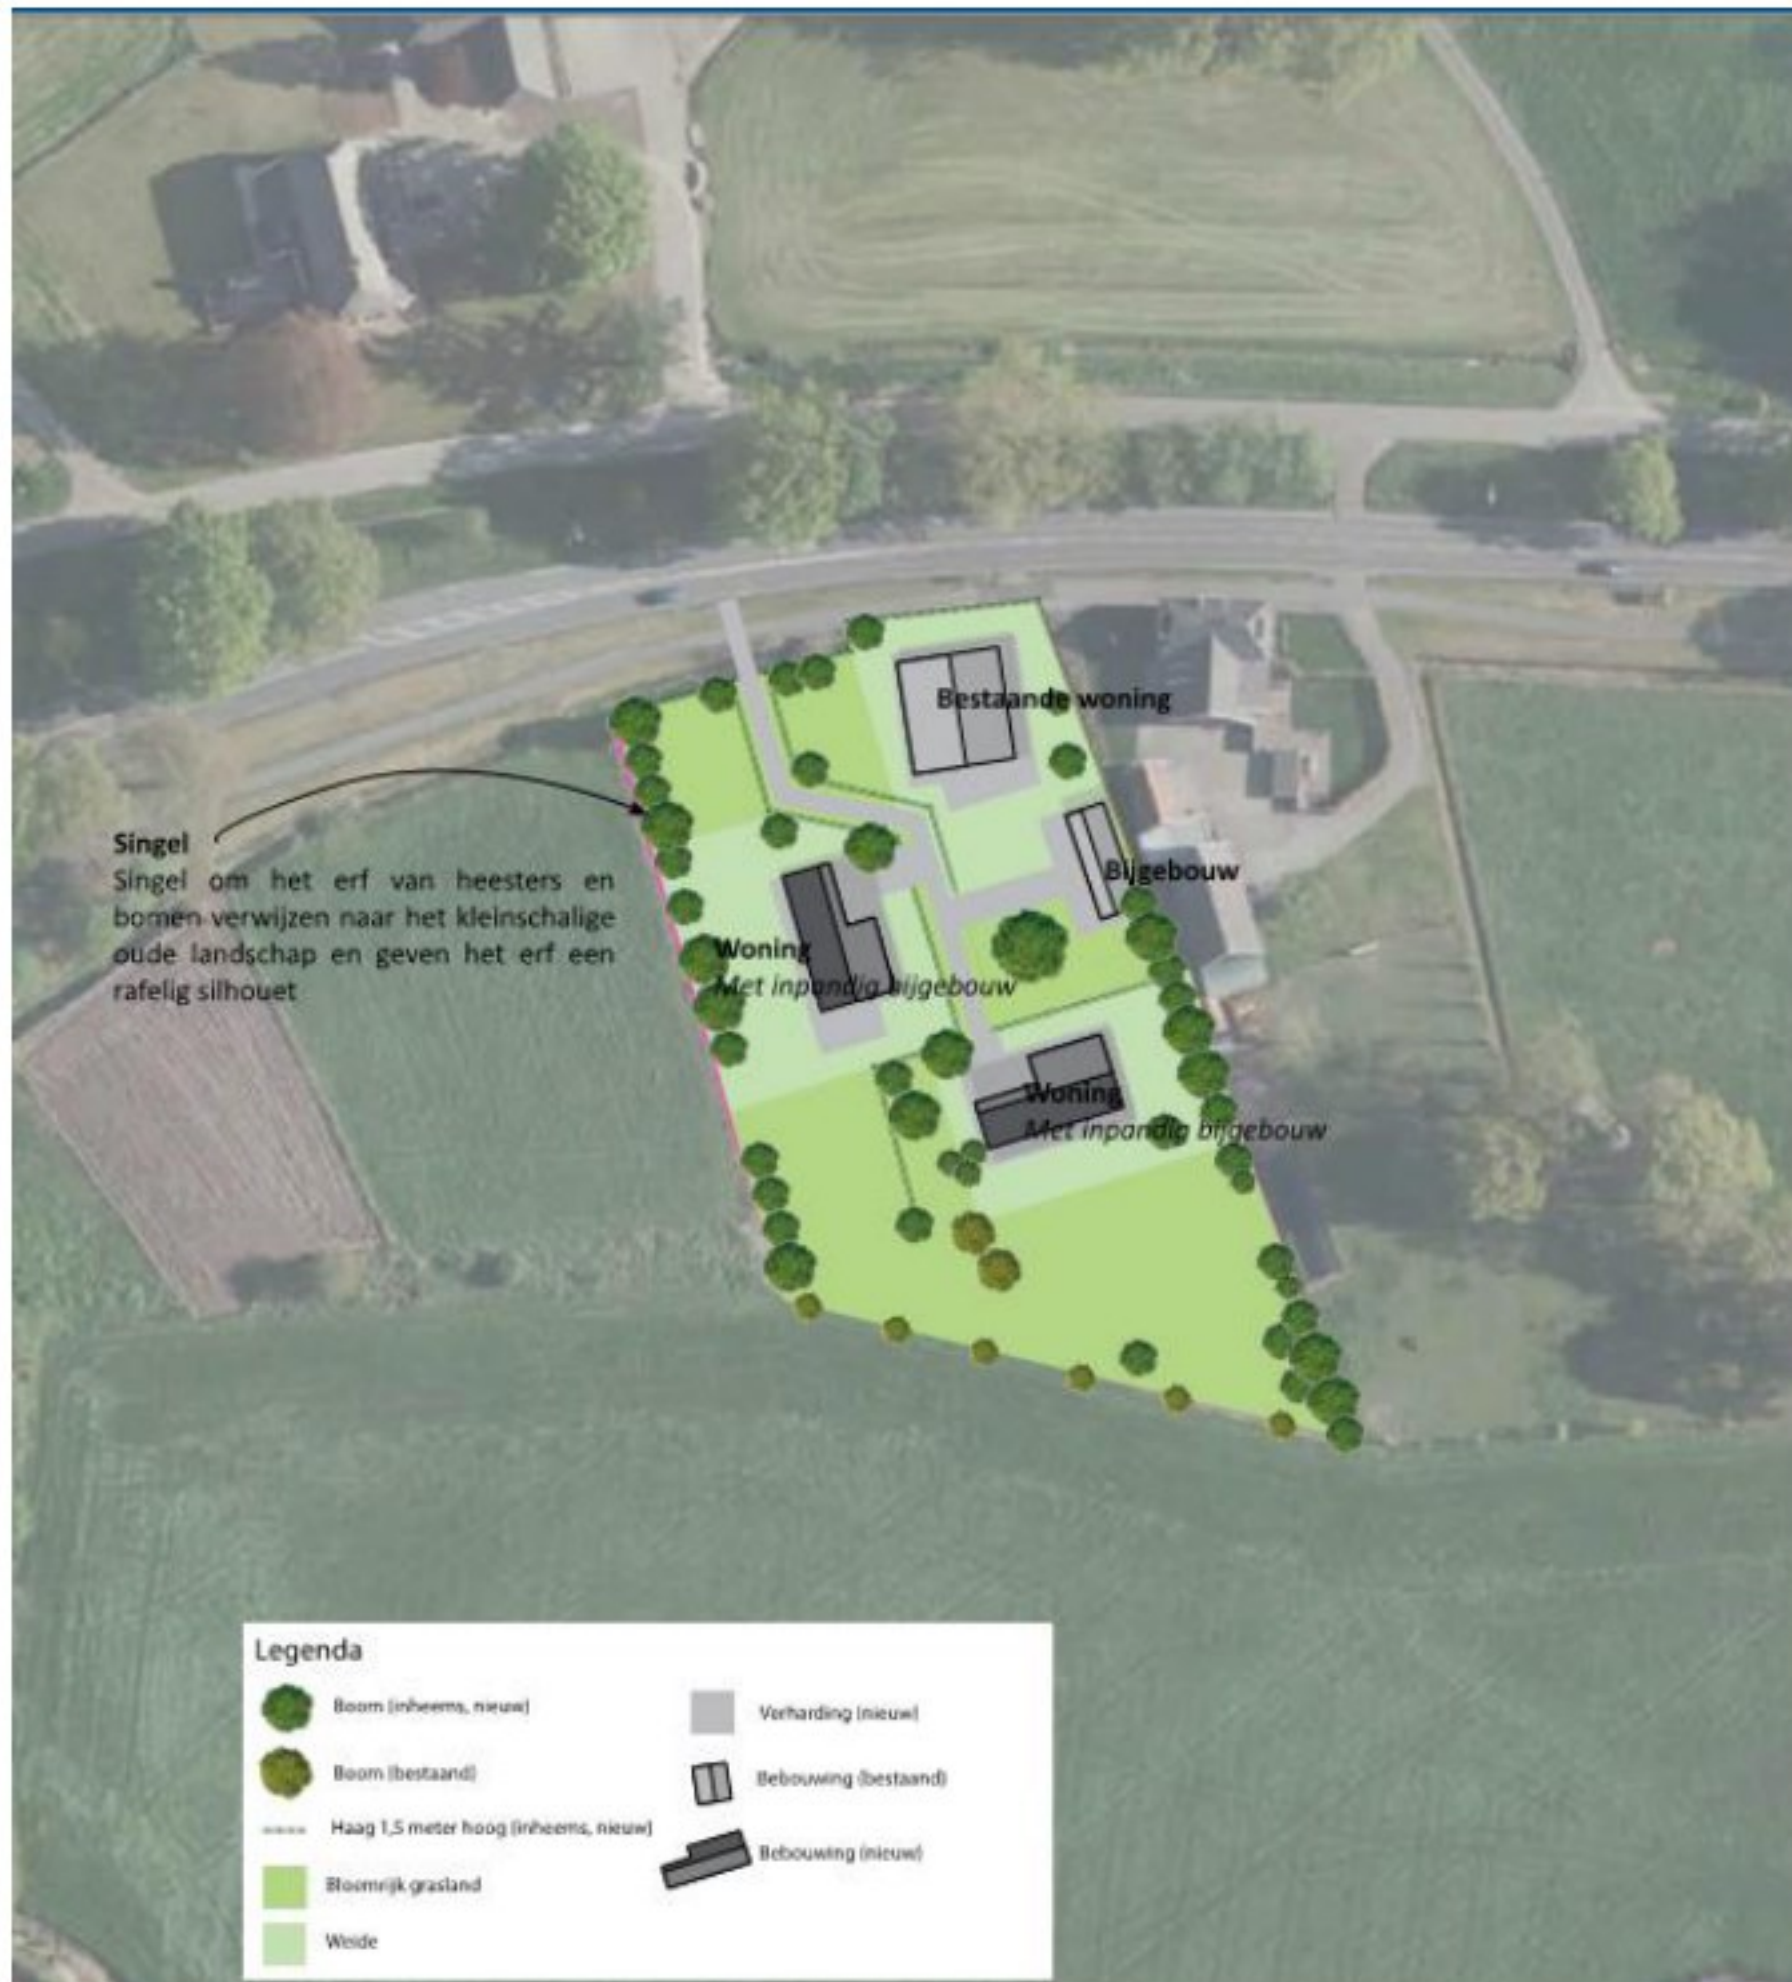 Bestaande woning
Singel
Singel om het erf van heesters en
bomen verwijzen naar het kleinschalige
oude landschap en geven het erf een
rafelig silhouet
Bijgebouw
Woning
Met inpandig bijgebouw
Woning
Met inpandig bijgebouw
Legenda
Boom (inheems, nieuw)
Boom (bestaand)
Haag 1,5 meter hoog (inheems, nieuw)
Bloemrijk grasland
Weide
Verharding (nieuw)
Bebouwing (bestaand)
Bebouwing (nieuw)